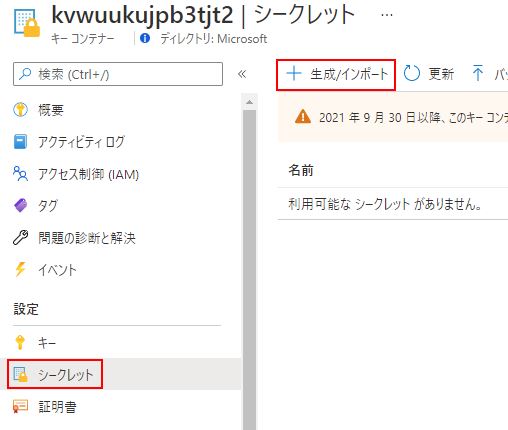 kvwuukujpb3tjt2 | シークレット ...
キー コンテナー ディレクトリ: Microsoft
検索 (Ctrl+/) «
+ 生成/インポート 更新
概要
アクティビティ ログ
2021 年 9 月 30 日以降、このキー コンテ
アクセス制御 (IAM)
名前
タグ
利用可能な シークレット がありません。
問題の診断と解決
イベント
設定
キー
シークレット
証明書